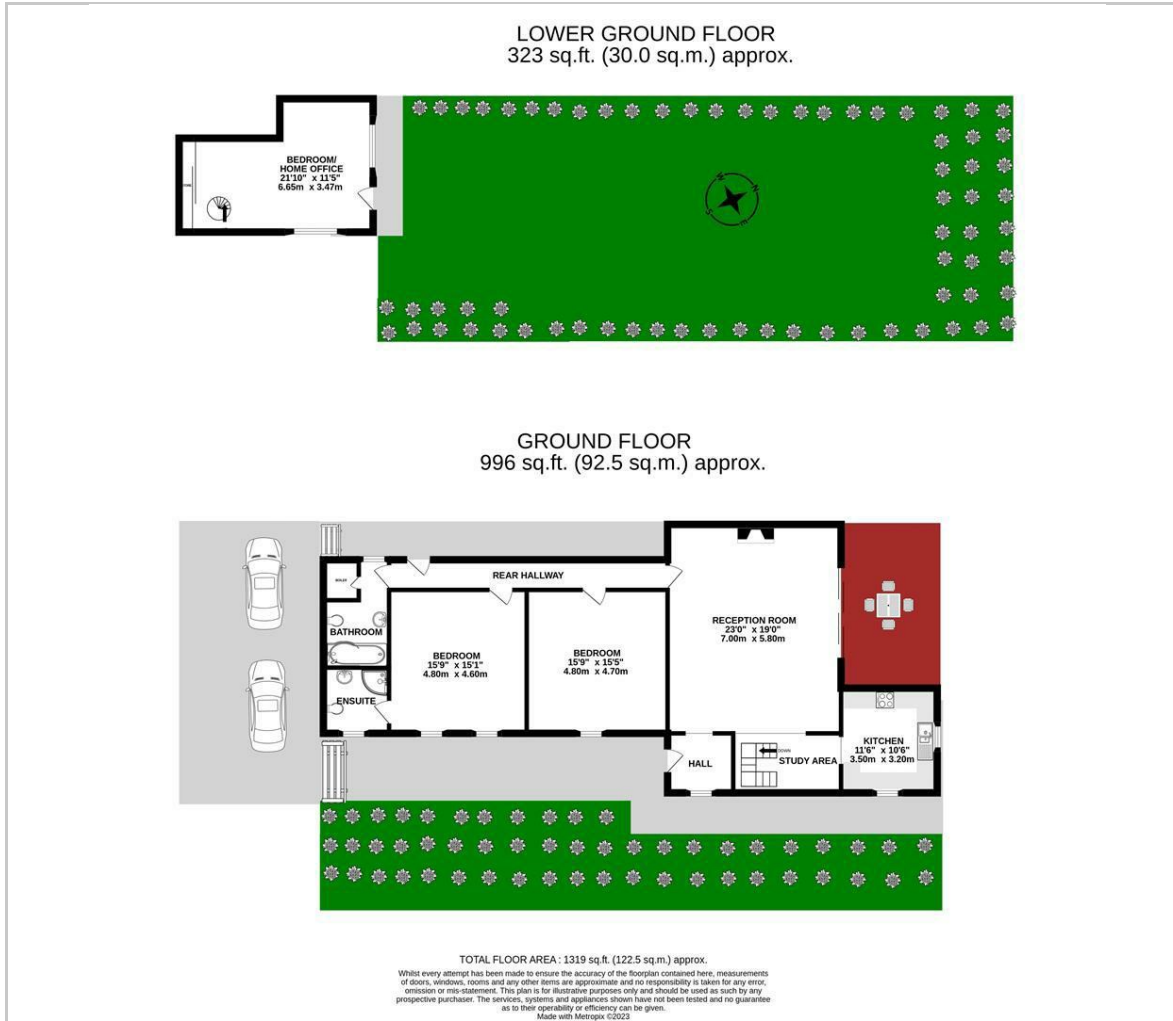 LOWER GROUND FLOOR
323 sq.ft. (30.0 sq.m.) approx.
BEDROOM/
HOME OFFICE
21'10" x 11'5"
6.65m x 3.47m
GROUND FLOOR
996 sq.ft. (92.5 sq.m.) approx.
REAR HALLWAY
BOILER
BATHROOM
ENSUITE
BEDROOM
15'9" x 15'1"
4.80m x 4.60m
BEDROOM
15'9" x 15'5"
4.80m x 4.70m
RECEPTION ROOM
23'0" x 19'0"
7.00m x 5.80m
HALL
DOWN
STUDY AREA
KITCHEN
11'6" x 10'6"
3.50m x 3.20m
TOTAL FLOOR AREA : 1319 sq.ft. (122.5 sq.m.) approx.
Whilst every attempt has been made to ensure the accuracy of the floorplan contained here, measurements
of doors, windows, rooms and any other items are approximate and no responsibility is taken for any error,
omission or mis-statement. This plan is for illustrative purposes only and should be used as such by any
prospective purchaser. The services, systems and appliances shown have not been tested and no guarantee
as to their operability or efficiency can be given.
Made with Metropix ©2023